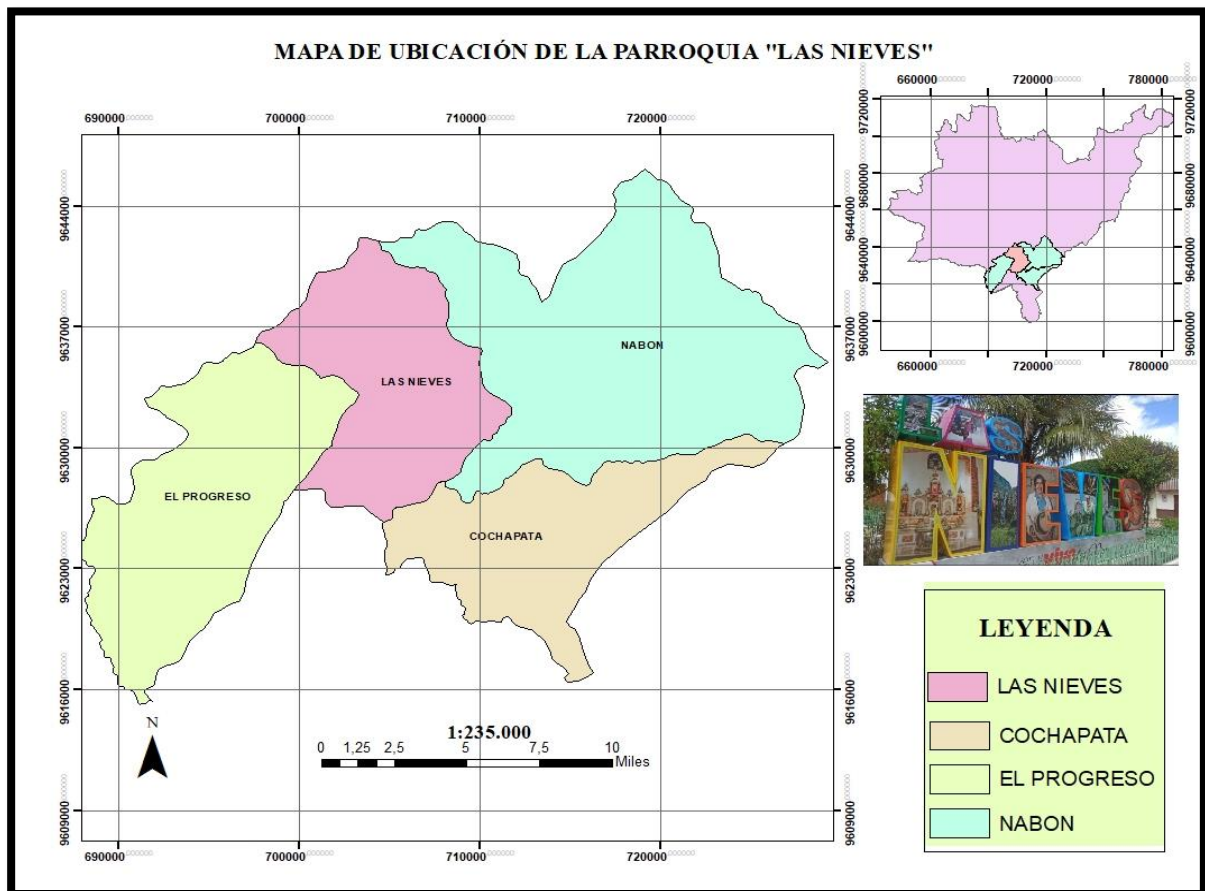 MAPA DE UBICACIÓN DE LA PARROQUIA "LAS NIEVES"
690000 700000 710000 720000
660000 720000 780000
9720000 9720000
9680000 9680000
9640000 9640000
9600000 9600000
660000 720000 780000
9644000 9644000
9637000 9637000
9630000 9630000
9623000 9623000
9616000 9616000
9609000 9609000
NABON
LAS NIEVES
EL PROGRESO
COCHAPATA
LAS
NIEVES
N
1:235.000
0 1,25 2,5 5 7,5 10
Miles
690000 700000 710000 720000
LEYENDA
LAS NIEVES
COCHAPATA
EL PROGRESO
NABON